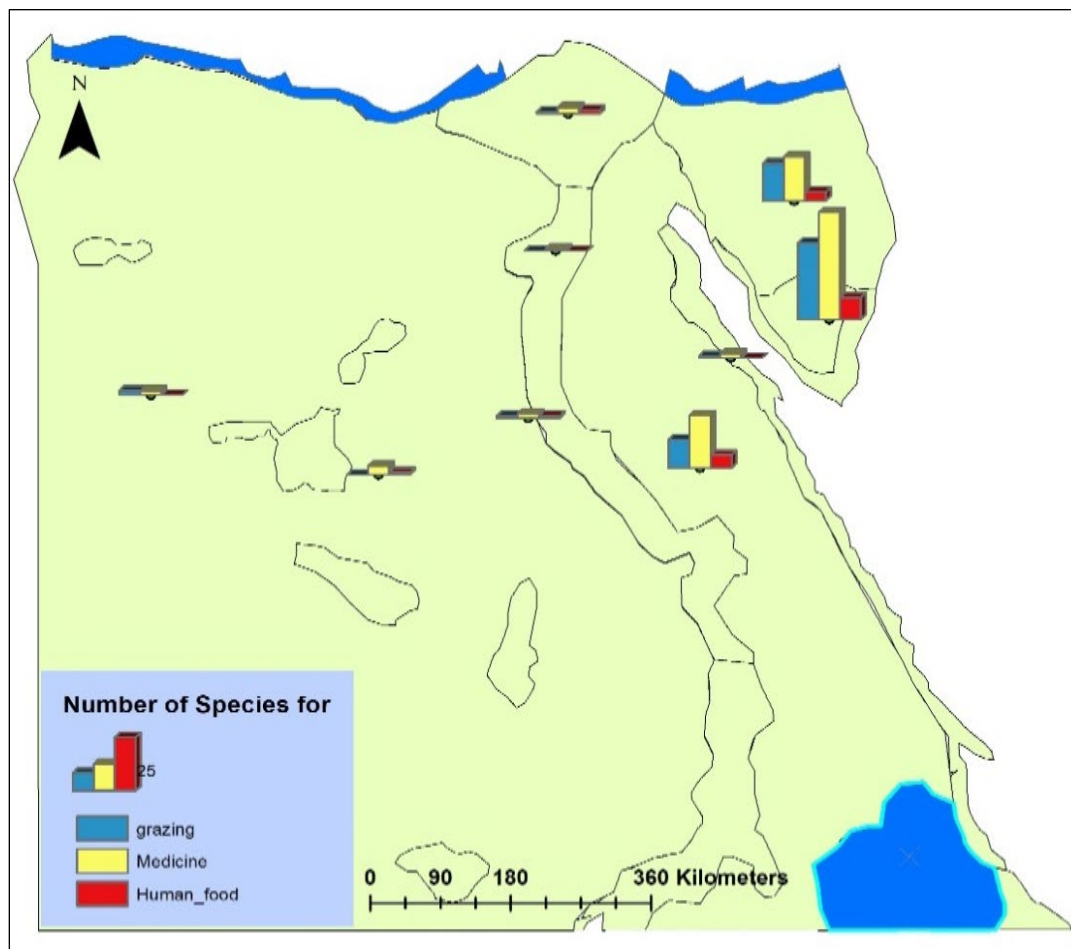 N
Number of Species for
25
grazing
Medicine
Human_food
0 90 180 360 Kilometers